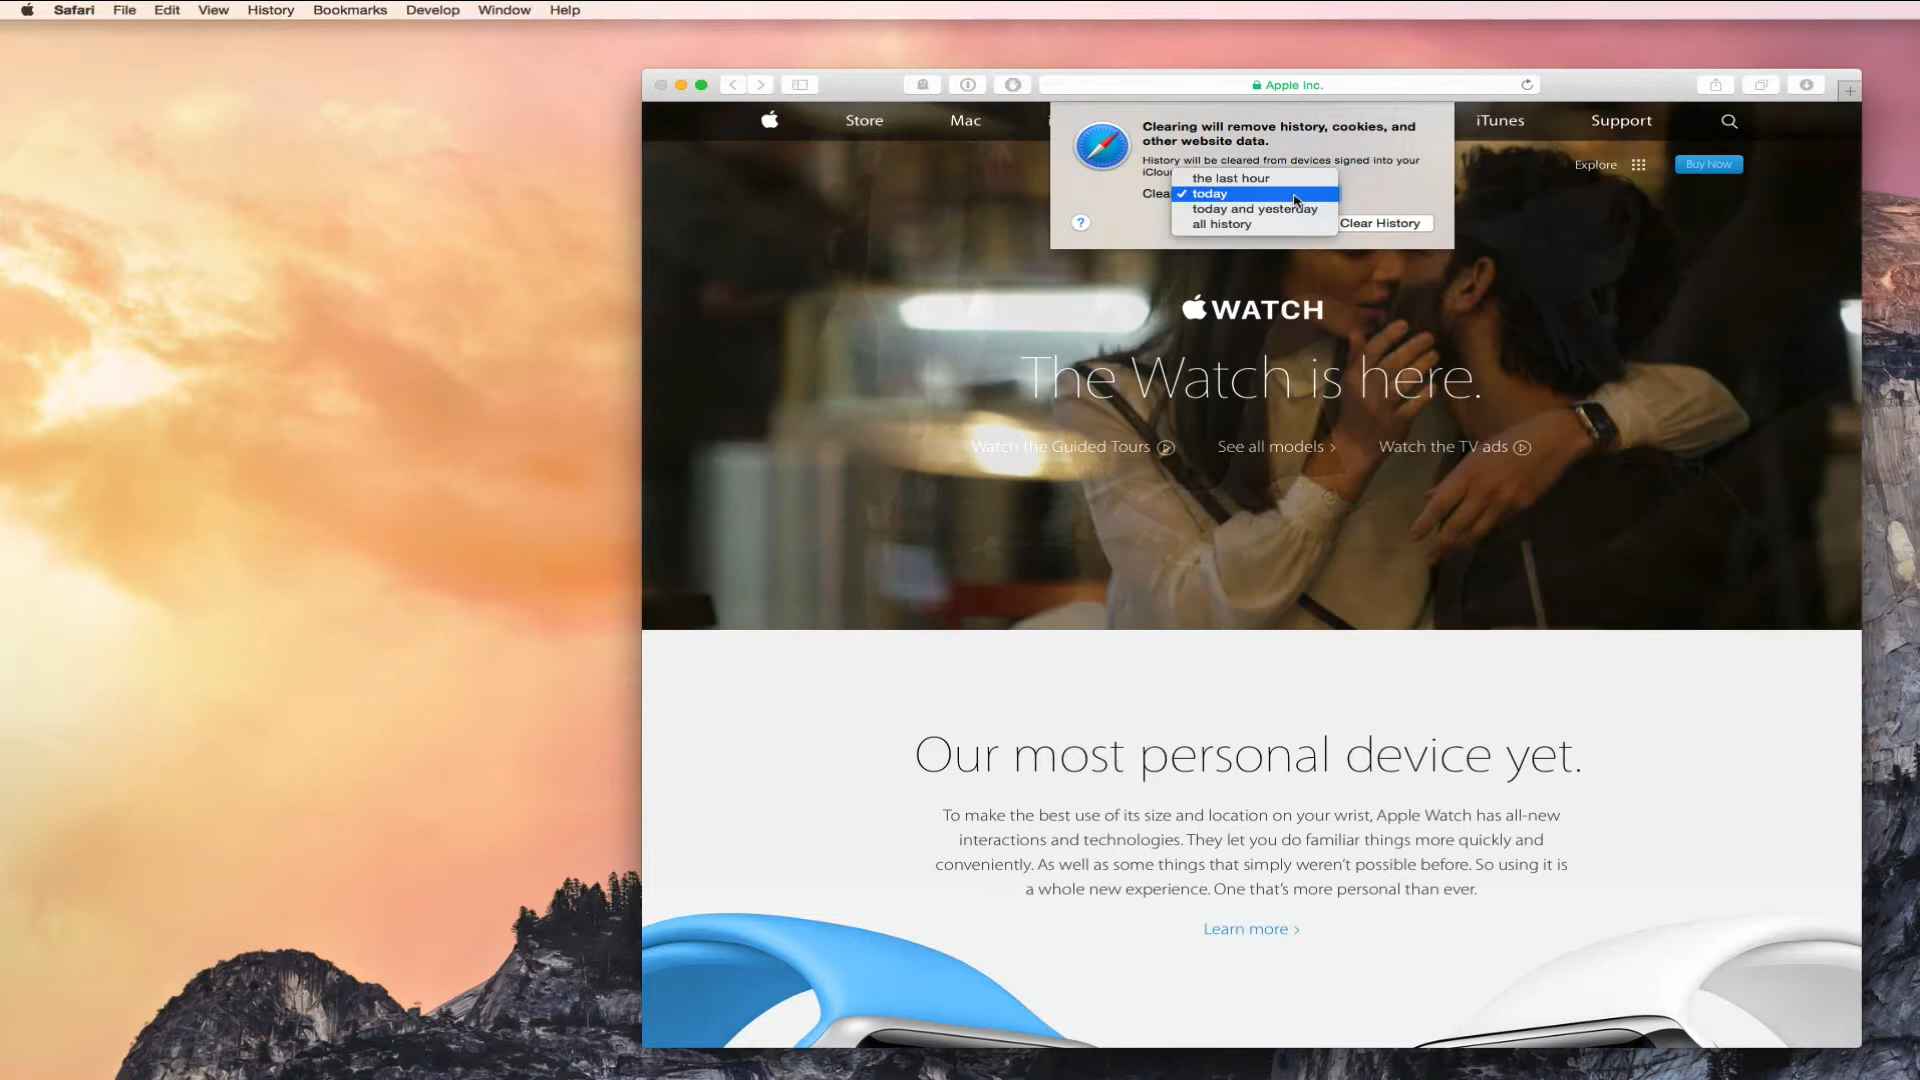 Safari File Edit View History Bookmarks Develop Window Help
Apple Inc.
Store Mac iTunes Support
Clearing will remove history, cookies, and
other website data.
History will be cleared from devices signed into your
the last hour
today
today and yesterday
all history
?
Clear History
Explore Buy Now
WATCH
The Watch is here.
Watch the Guided Tours See all models > Watch the TV ads
Our most personal device yet.
To make the best use of its size and location on your wrist, Apple Watch has all-new
interactions and technologies. They let you do familiar things more quickly and
conveniently. As well as some things that simply weren't possible before. So using it is
a whole new experience. One that's more personal than ever.
Learn more >